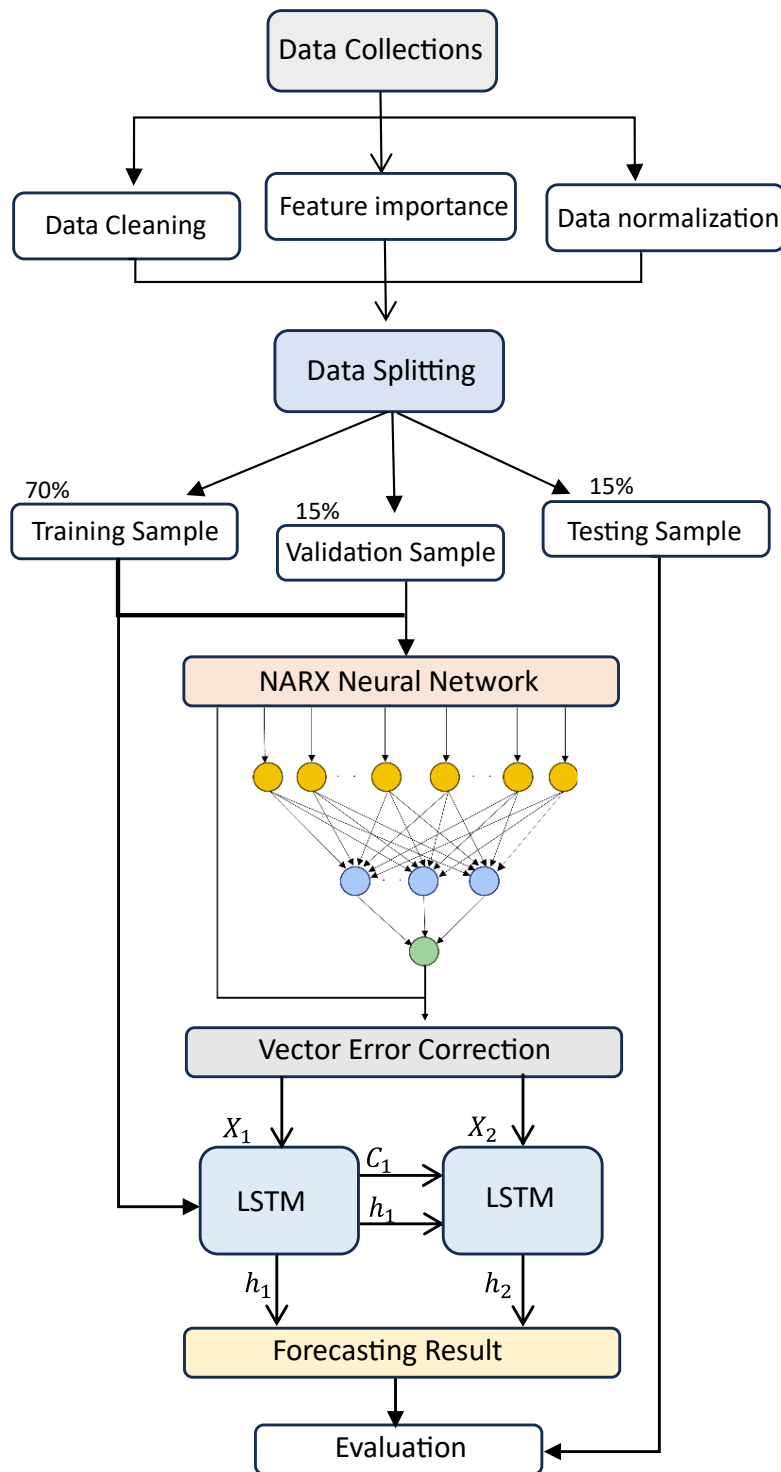 Data Collections
Data Cleaning
Feature importance
Data normalization
Data Splitting
70%
Training Sample
15%
Validation Sample
15%
Testing Sample
NARX Neural Network
Vector Error Correction
X₁
X₂
C₁
LSTM
LSTM
h₁
h₁
h₂
Forecasting Result
Evaluation